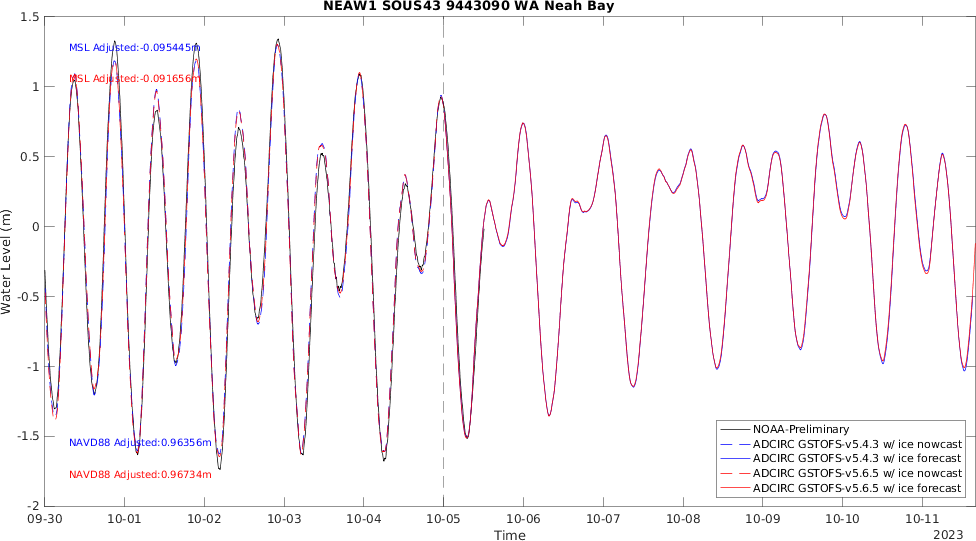 NEAW1 SOUS43 9443090 WA Neah Bay
1.5
1
0.5
0
-0.5
-1
-1.5
-2
Water Level (m)
MSL Adjusted:-0.095445m
MSL Adjusted:-0.091656m
NAVD88 Adjusted:0.96356m
NAVD88 Adjusted:0.96734m
NOAA-Preliminary
ADCIRC GSTOFS-v5.4.3 w/ ice nowcast
ADCIRC GSTOFS-v5.4.3 w/ ice forecast
ADCIRC GSTOFS-v5.6.5 w/ ice nowcast
ADCIRC GSTOFS-v5.6.5 w/ ice forecast
09-30 10-01 10-02 10-03 10-04 10-05 10-06 10-07 10-08 10-09 10-10 10-11
Time
2023